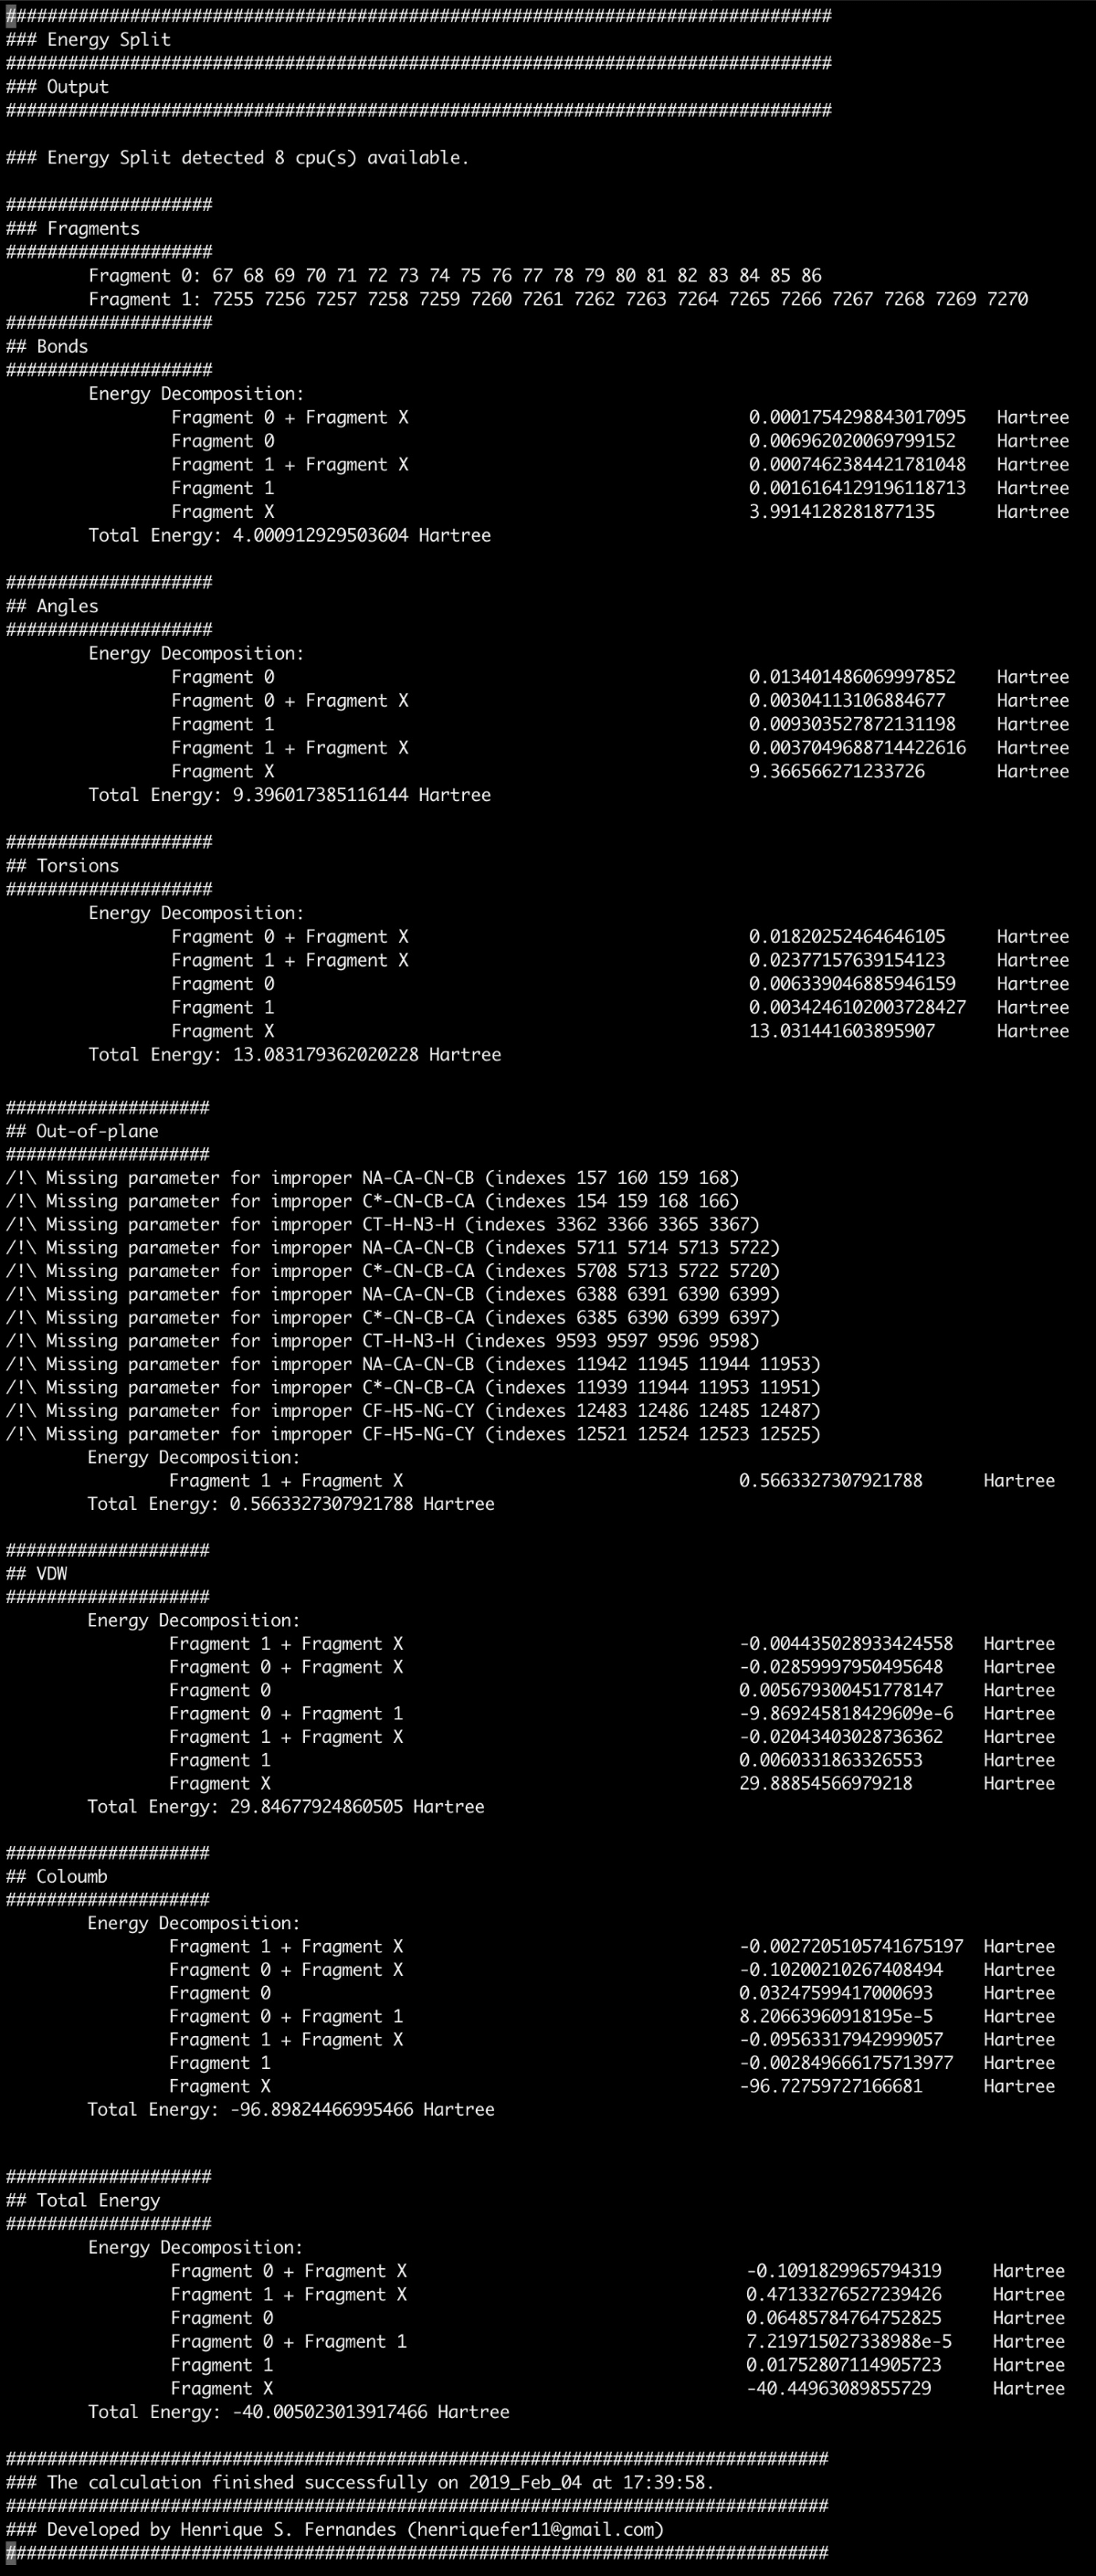 ################################################################################
### Energy Split
################################################################################
### Output
################################################################################
### Energy Split detected 8 cpu(s) available.
####################
### Fragments
####################
Fragment 0: 67 68 69 70 71 72 73 74 75 76 77 78 79 80 81 82 83 84 85 86
Fragment 1: 7255 7256 7257 7258 7259 7260 7261 7262 7263 7264 7265 7266 7267 7268 7269 7270
####################
## Bonds
####################
Energy Decomposition:
Fragment 0 + Fragment X 0.0001754298843017095 Hartree
Fragment 0 0.006962020069799152 Hartree
Fragment 1 + Fragment X 0.0007462384421781048 Hartree
Fragment 1 0.0016164129196118713 Hartree
Fragment X 3.9914128281877135 Hartree
Total Energy: 4.000912929503604 Hartree
####################
## Angles
####################
Energy Decomposition:
Fragment 0 0.013401486069997852 Hartree
Fragment 0 + Fragment X 0.00304113106884677 Hartree
Fragment 1 0.009303527872131198 Hartree
Fragment 1 + Fragment X 0.0037049688714422616 Hartree
Fragment X 9.366566271233726 Hartree
Total Energy: 9.396017385116144 Hartree
####################
## Torsions
####################
Energy Decomposition:
Fragment 0 + Fragment X 0.01820252464646105 Hartree
Fragment 1 + Fragment X 0.02377157639154123 Hartree
Fragment 0 0.006339046885946159 Hartree
Fragment 1 0.0034246102003728427 Hartree
Fragment X 13.031441603895907 Hartree
Total Energy: 13.083179362020228 Hartree
####################
## Out-of-plane
####################
/!\ Missing parameter for improper NA-CA-CN-CB (indexes 157 160 159 168)
/!\ Missing parameter for improper C*-CN-CB-CA (indexes 154 159 168 166)
/!\ Missing parameter for improper CT-H-N3-H (indexes 3362 3366 3365 3367)
/!\ Missing parameter for improper NA-CA-CN-CB (indexes 5711 5714 5713 5722)
/!\ Missing parameter for improper C*-CN-CB-CA (indexes 5708 5713 5722 5720)
/!\ Missing parameter for improper NA-CA-CN-CB (indexes 6388 6391 6390 6399)
/!\ Missing parameter for improper C*-CN-CB-CA (indexes 6385 6390 6399 6397)
/!\ Missing parameter for improper CT-H-N3-H (indexes 9593 9597 9596 9598)
/!\ Missing parameter for improper NA-CA-CN-CB (indexes 11942 11945 11944 11953)
/!\ Missing parameter for improper C*-CN-CB-CA (indexes 11939 11944 11953 11951)
/!\ Missing parameter for improper CF-H5-NG-CY (indexes 12483 12486 12485 12487)
/!\ Missing parameter for improper CF-H5-NG-CY (indexes 12521 12524 12523 12525)
Energy Decomposition:
Fragment 1 + Fragment X 0.5663327307921788 Hartree
Total Energy: 0.5663327307921788 Hartree
####################
## VDW
####################
Energy Decomposition:
Fragment 1 + Fragment X -0.004435028933424558 Hartree
Fragment 0 + Fragment X -0.02859997950495648 Hartree
Fragment 0 0.005679300451778147 Hartree
Fragment 0 + Fragment 1 -9.869245818429609e-6 Hartree
Fragment 1 + Fragment X -0.02043403028736362 Hartree
Fragment 1 0.0060331863326553 Hartree
Fragment X 29.88854566979218 Hartree
Total Energy: 29.84677924860505 Hartree
####################
## Coloumb
####################
Energy Decomposition:
Fragment 1 + Fragment X -0.0027205105741675197 Hartree
Fragment 0 + Fragment X -0.10200210267408494 Hartree
Fragment 0 0.03247599417000693 Hartree
Fragment 0 + Fragment 1 8.20663960918195e-5 Hartree
Fragment 1 + Fragment X -0.09563317942999057 Hartree
Fragment 1 -0.002849666175713977 Hartree
Fragment X -96.72759727166681 Hartree
Total Energy: -96.89824466995466 Hartree
####################
## Total Energy
####################
Energy Decomposition:
Fragment 0 + Fragment X -0.1091829965794319 Hartree
Fragment 1 + Fragment X 0.47133276527239426 Hartree
Fragment 0 0.06485784764752825 Hartree
Fragment 0 + Fragment 1 7.219715027338988e-5 Hartree
Fragment 1 0.01752807114905723 Hartree
Fragment X -40.44963089855729 Hartree
Total Energy: -40.005023013917466 Hartree
################################################################################
### The calculation finished successfully on 2019_Feb_04 at 17:39:58.
################################################################################
### Developed by Henrique S. Fernandes (henriquefer11@gmail.com)
################################################################################